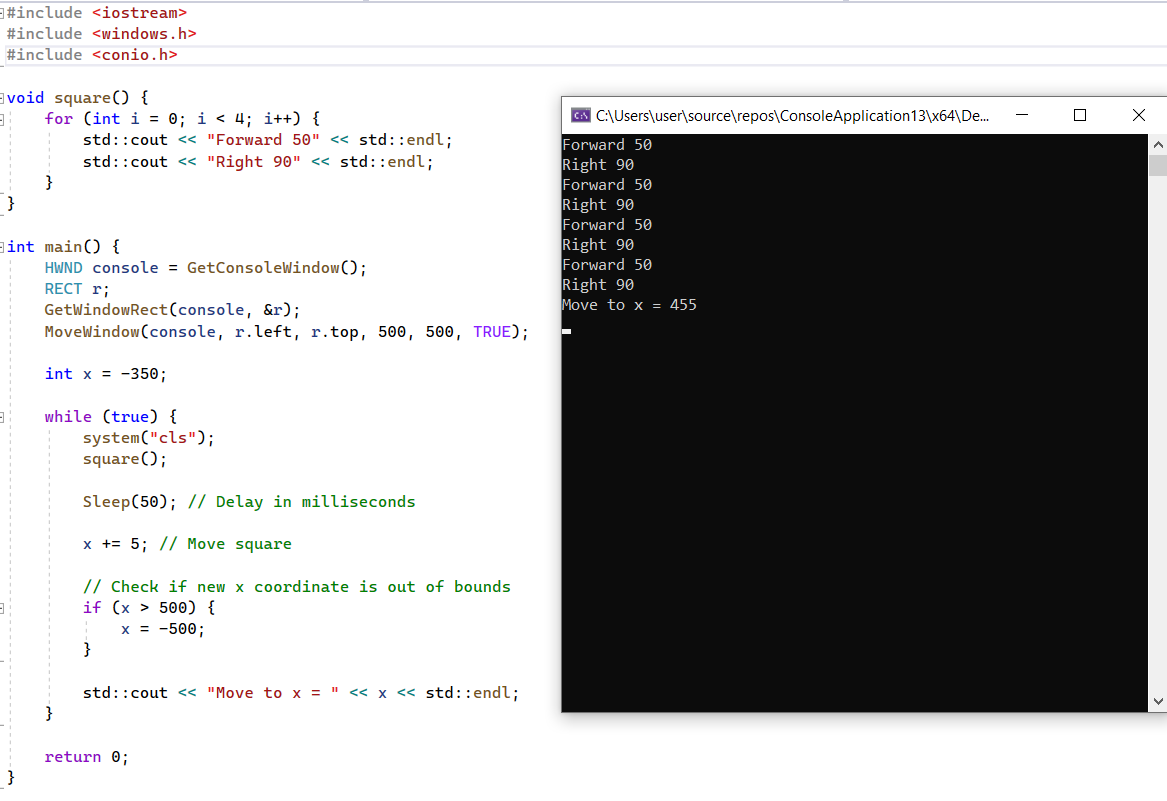 #include <iostream>
#include <windows.h>
#include <conio.h>

void square() {
    for (int i = 0; i < 4; i++) {
        std::cout << "Forward 50" << std::endl;
        std::cout << "Right 90" << std::endl;
    }
}

int main() {
    HWND console = GetConsoleWindow();
    RECT r;
    GetWindowRect(console, &r);
    MoveWindow(console, r.left, r.top, 500, 500, TRUE);

    int x = -350;

    while (true) {
        system("cls");
        square();

        Sleep(50); // Delay in milliseconds

        x += 5; // Move square

        // Check if new x coordinate is out of bounds
        if (x > 500) {
            x = -500;
        }

        std::cout << "Move to x = " << x << std::endl;
    }

    return 0;
}
C:\Users\user\source\repos\ConsoleApplication13\x64\De...
Forward 50
Right 90
Forward 50
Right 90
Forward 50
Right 90
Forward 50
Right 90
Move to x = 455